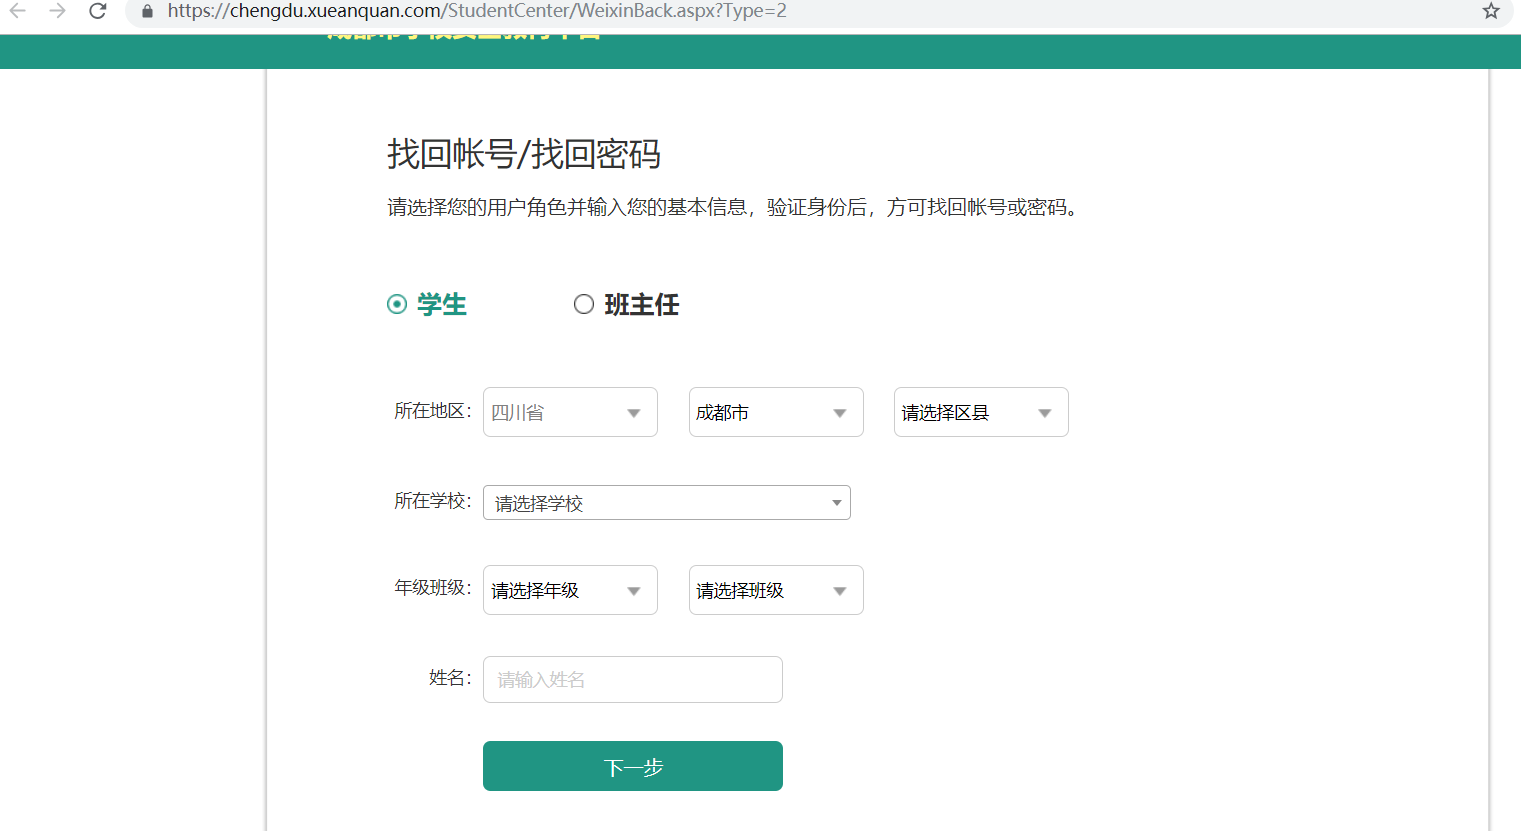 https://chengdu.xueanquan.com/StudentCenter/WeixinBack.aspx?Type=2
找回帐号/找回密码
请选择您的用户角色并输入您的基本信息，验证身份后，方可找回帐号或密码。
学生 班主任
所在地区： 四川省 成都市 请选择区县
所在学校： 请选择学校
年级班级： 请选择年级 请选择班级
姓名： 请输入姓名
下一步